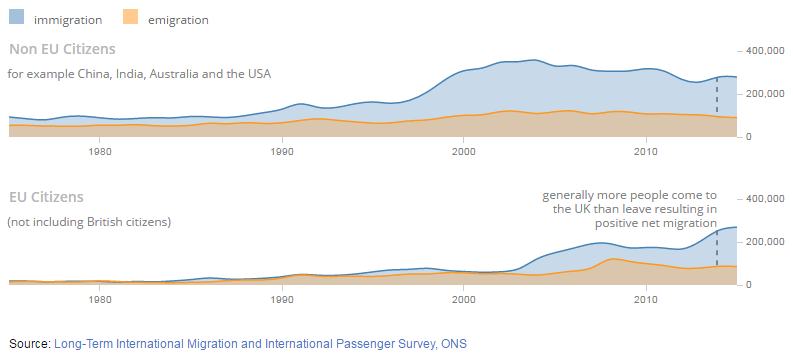 immigration emigration
Non EU Citizens
for example China, India, Australia and the USA
400,000
200,000
0
1980 1990 2000 2010
EU Citizens
(not including British citizens)
generally more people come to
the UK than leave resulting in
positive net migration
400,000
200,000
0
1980 1990 2000 2010
Source: Long-Term International Migration and International Passenger Survey, ONS